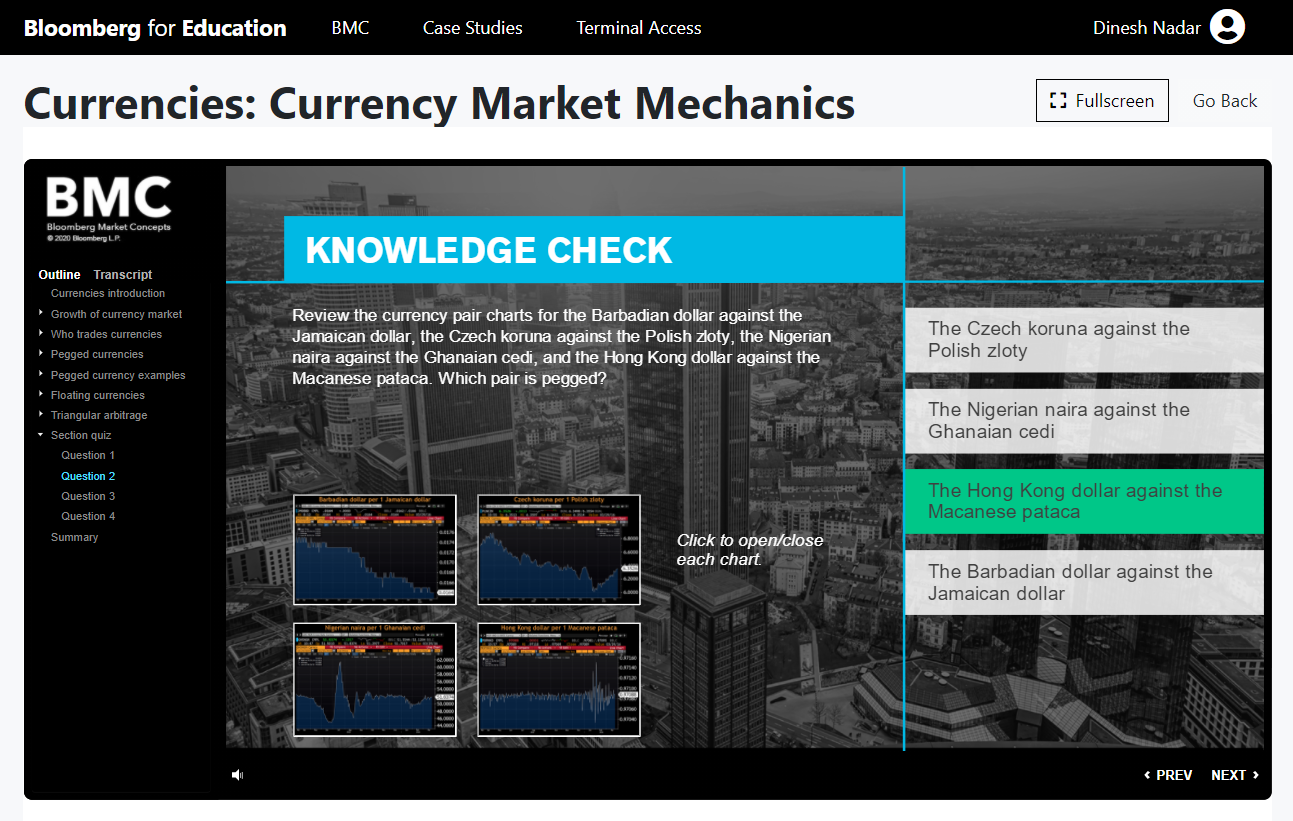 Bloomberg for Education BMC Case Studies Terminal Access Dinesh Nadar
Currencies: Currency Market Mechanics
Fullscreen Go Back
BMC
Bloomberg Market Concepts
© 2020 Bloomberg L.P.
Outline Transcript
Currencies introduction
Growth of currency market
Who trades currencies
Pegged currencies
Pegged currency examples
Floating currencies
Triangular arbitrage
Section quiz
Question 1
Question 2
Question 3
Question 4
Summary
KNOWLEDGE CHECK
Review the currency pair charts for the Barbadian dollar against the
Jamaican dollar, the Czech koruna against the Polish zloty, the Nigerian
naira against the Ghanaian cedi, and the Hong Kong dollar against the
Macanese pataca. Which pair is pegged?
Barbadian dollar per 1 Jamaican dollar
Czech koruna per 1 Polish zloty
Click to open/close
each chart.
Nigerian naira per 1 Ghanaian cedi
Hong Kong dollar per 1 Macanese pataca
The Czech koruna against the
Polish zloty
The Nigerian naira against the
Ghanaian cedi
The Hong Kong dollar against the
Macanese pataca
The Barbadian dollar against the
Jamaican dollar
PREV NEXT